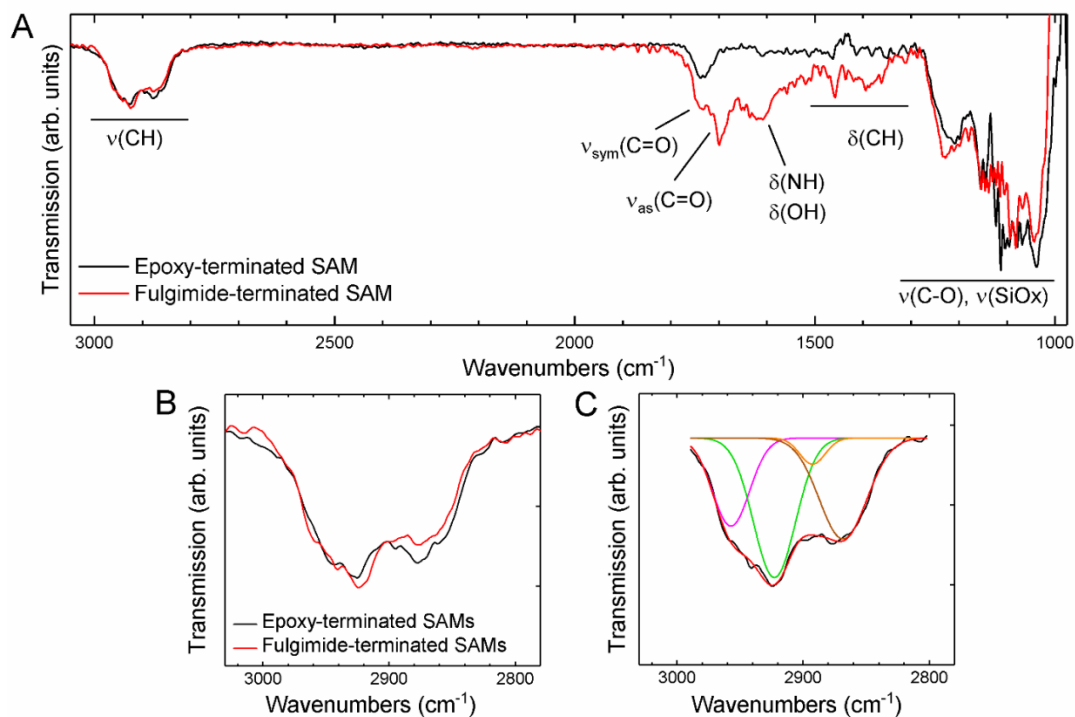 A
Transmission (arb. units)
ν(CH)
νsym(C=O)
νas(C=O)
δ(NH)
δ(OH)
δ(CH)
Epoxy-terminated SAM
Fulgimide-terminated SAM
ν(C-O), ν(SiOx)
3000 2500 2000 1500 1000
Wavenumbers (cm⁻¹)
B
Transmission (arb. units)
Epoxy-terminated SAMs
Fulgimide-terminated SAMs
3000 2900 2800
Wavenumbers (cm⁻¹)
C
Transmission (arb. units)
3000 2900 2800
Wavenumbers (cm⁻¹)